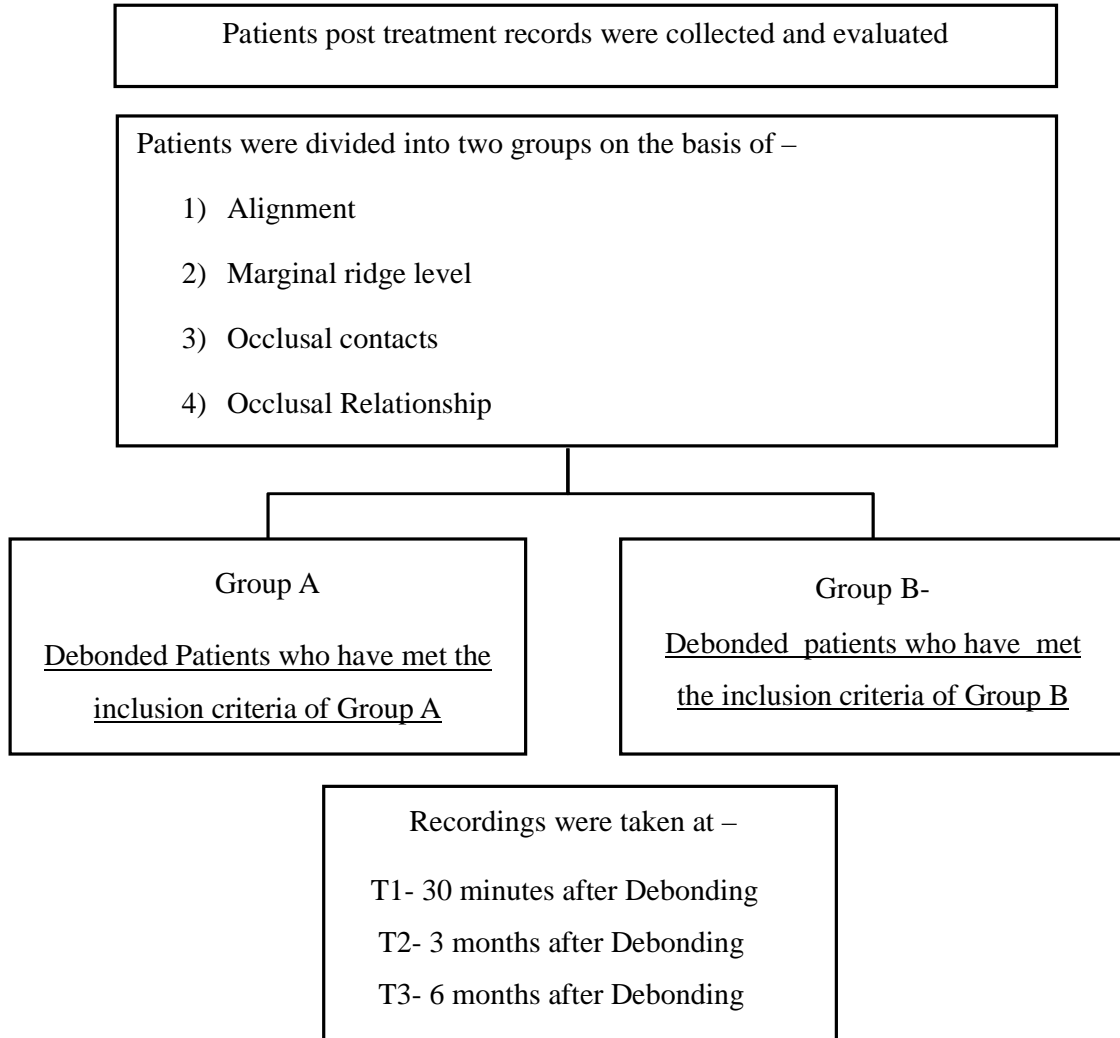 Patients post treatment records were collected and evaluated
Patients were divided into two groups on the basis of –
1) Alignment
2) Marginal ridge level
3) Occlusal contacts
4) Occlusal Relationship
Group A
Debonded Patients who have met the
inclusion criteria of Group A
Group B-
Debonded patients who have met
the inclusion criteria of Group B
Recordings were taken at –
T1- 30 minutes after Debonding
T2- 3 months after Debonding
T3- 6 months after Debonding